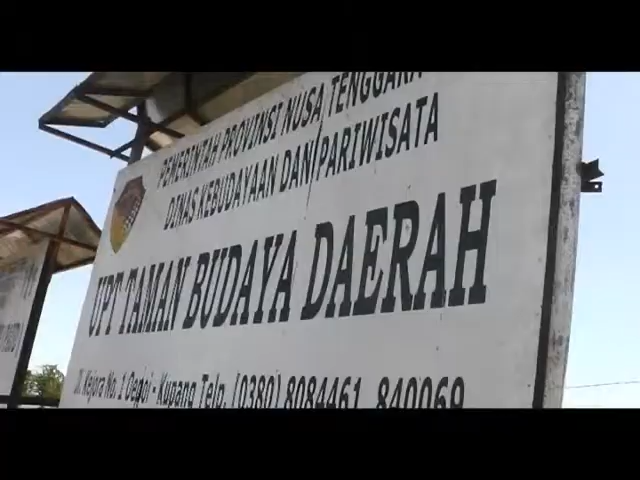 PEMERINTAH PROVINSI NUSA TENGGARA
DINAS KEBUDAYAAN DAN PARIWISATA
UPT TAMAN BUDAYA DAERAH
Jl. Kejora No. 1 Oepoi - Kupang Telp. (0380) 8084461, 840069